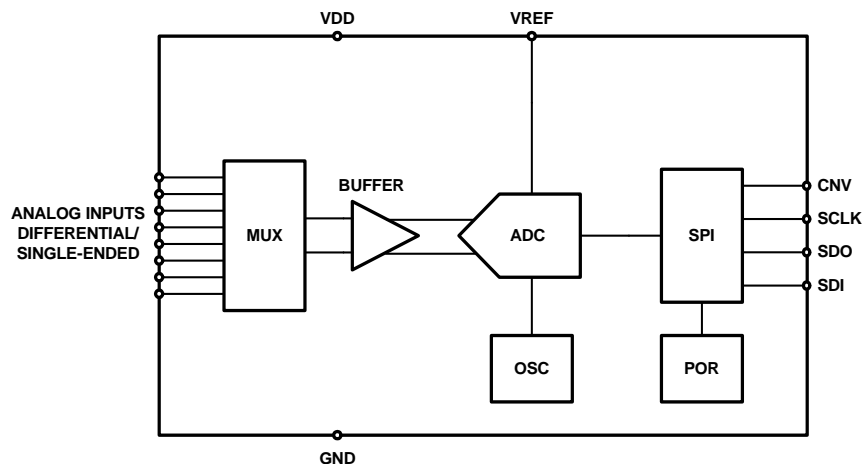 VDD
VREF
BUFFER
ANALOG INPUTS
DIFFERENTIAL/
SINGLE-ENDED
MUX
ADC
SPI
CNV
SCLK
SDO
SDI
OSC
POR
GND